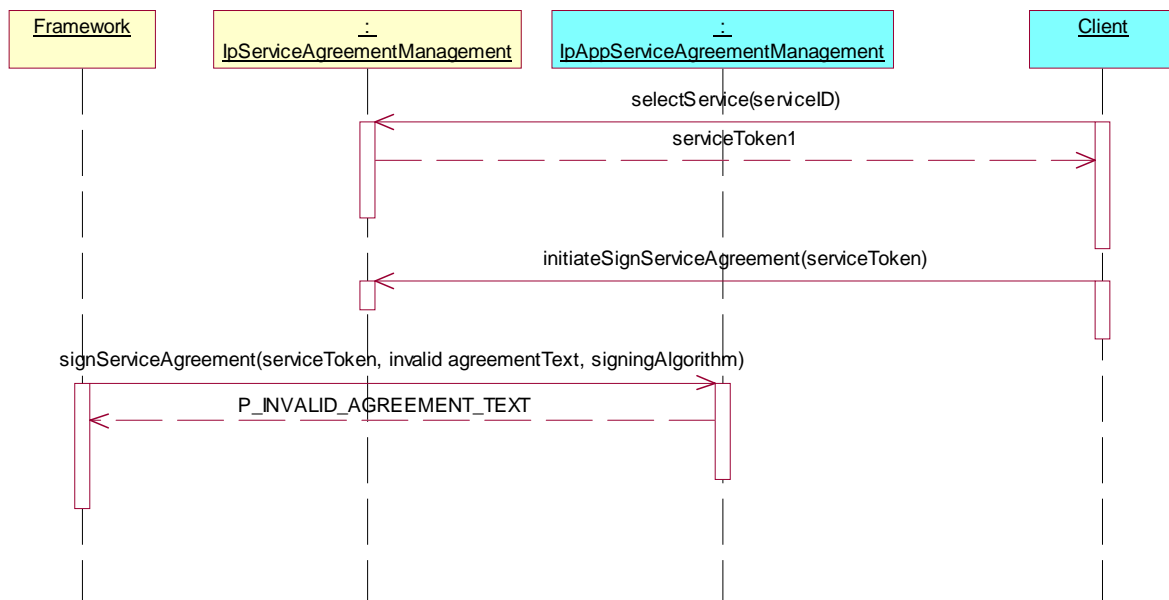 Framework
:
IpServiceAgreementManagement
:
IpAppServiceAgreementManagement
Client
selectService(serviceID)
serviceToken1
initiateSignServiceAgreement(serviceToken)
signServiceAgreement(serviceToken, invalid agreementText, signingAlgorithm)
P_INVALID_AGREEMENT_TEXT